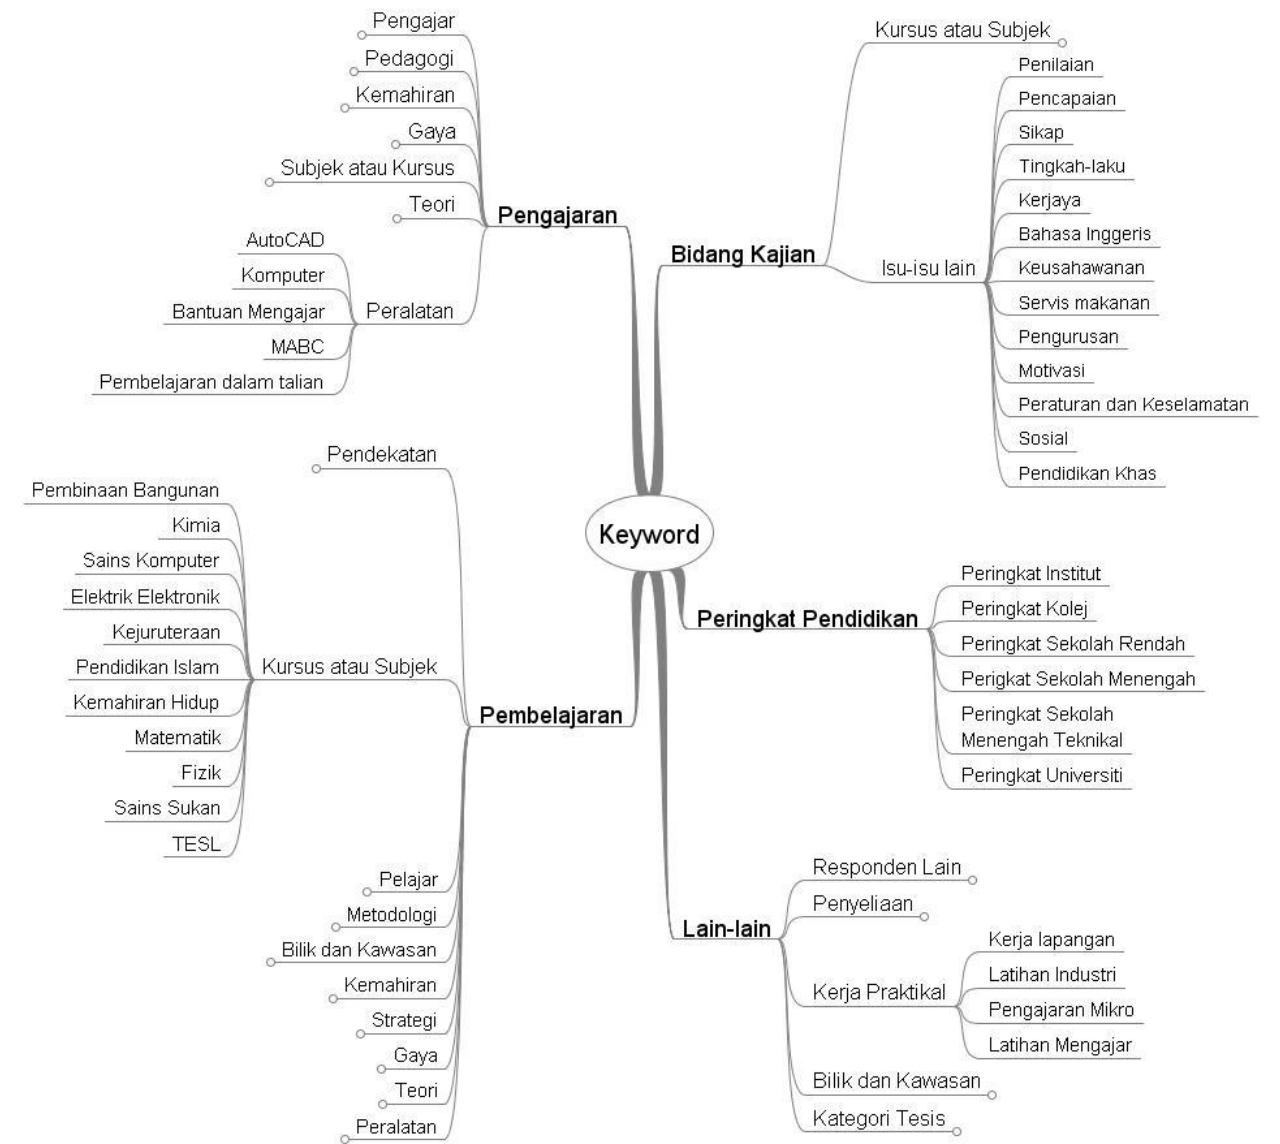 Pengajar
Pedagogi
Kemahiran
Gaya
Subjek atau Kursus
Teori
Pengajaran
AutoCAD
Komputer
Bantuan Mengajar
Peralatan
MABC
Pembelajaran dalam talian
Kursus atau Subjek
Penilaian
Pencapaian
Sikap
Tingkah-laku
Kerjaya
Bidang Kajian
Bahasa Inggeris
Isu-isu lain
Keusahawanan
Servis makanan
Pengurusan
Motivasi
Peraturan dan Keselamatan
Sosial
Pendidikan Khas
Keyword
Pendekatan
Pembinaan Bangunan
Kimia
Sains Komputer
Elektrik Elektronik
Kejuruteraan
Pendidikan Islam
Kursus atau Subjek
Kemahiran Hidup
Matematik
Fizik
Sains Sukan
TESL
Pembelajaran
Pelajar
Metodologi
Bilik dan Kawasan
Kemahiran
Strategi
Gaya
Teori
Peralatan
Peringkat Pendidikan
Peringkat Institut
Peringkat Kolej
Peringkat Sekolah Rendah
Perigkat Sekolah Menengah
Peringkat Sekolah
Menengah Teknikal
Peringkat Universiti
Lain-lain
Responden Lain
Penyeliaan
Kerja Praktikal
Kerja lapangan
Latihan Industri
Pengajaran Mikro
Latihan Mengajar
Bilik dan Kawasan
Kategori Tesis